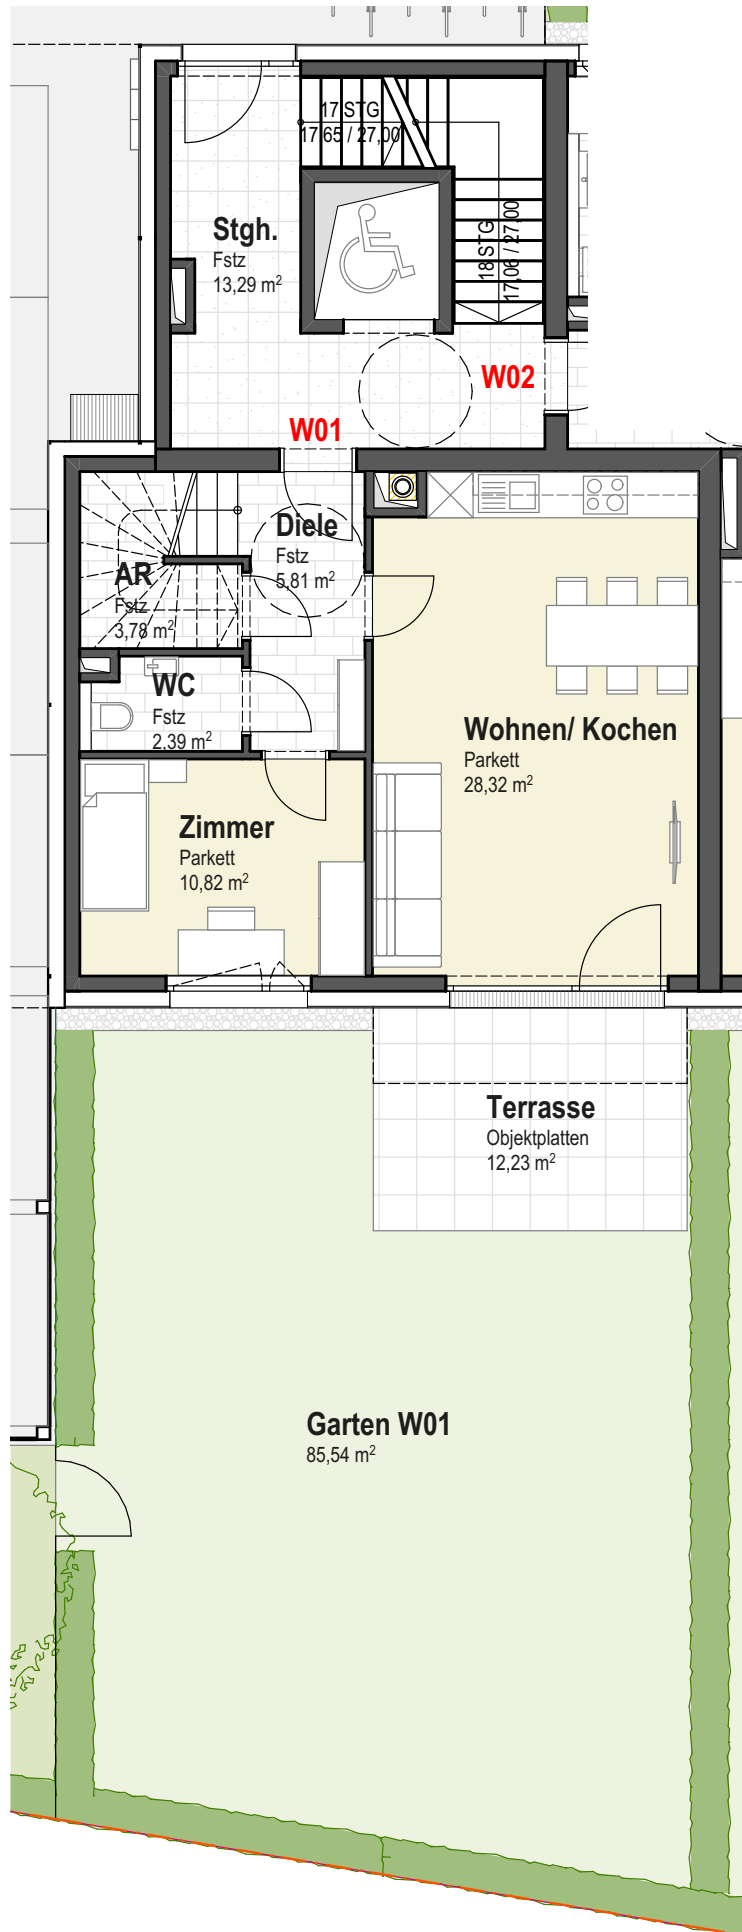 17 STG
17,65 / 27,00
Stgh.
Fstz
13,29 m²
18 STG
17,06 / 27,00
W02
W01
Diele
Fstz
5,81 m²
AR
Fstz
3,78 m²
WC
Fstz
2,39 m²
Wohnen/ Kochen
Parkett
28,32 m²
Zimmer
Parkett
10,82 m²
Terrasse
Objektplatten
12,23 m²
Garten W01
85,54 m²